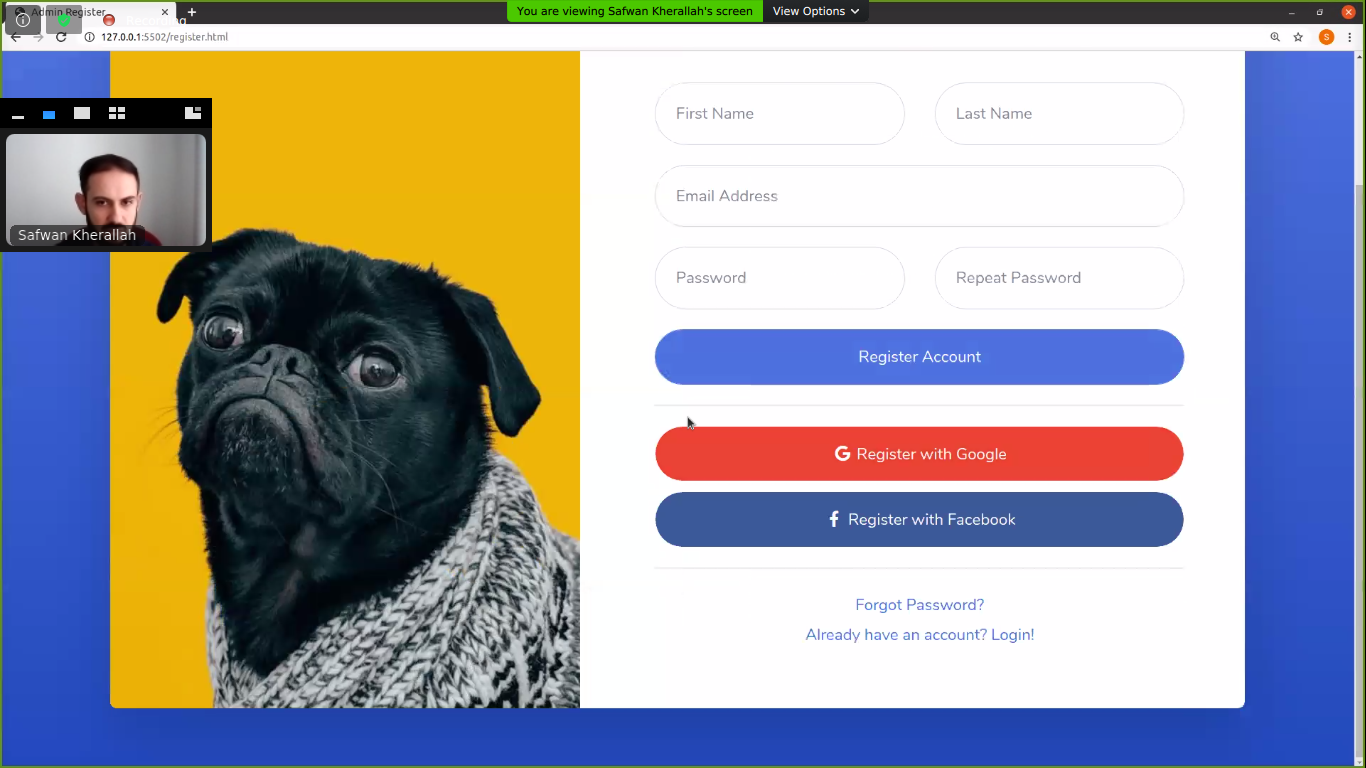 Admin Register
Recording
You are viewing Safwan Kherallah's screen
View Options
127.0.0.1:5502/register.html
S
Safwan Kherallah
First Name
Last Name
Email Address
Password
Repeat Password
Register Account
G Register with Google
f Register with Facebook
Forgot Password?
Already have an account? Login!